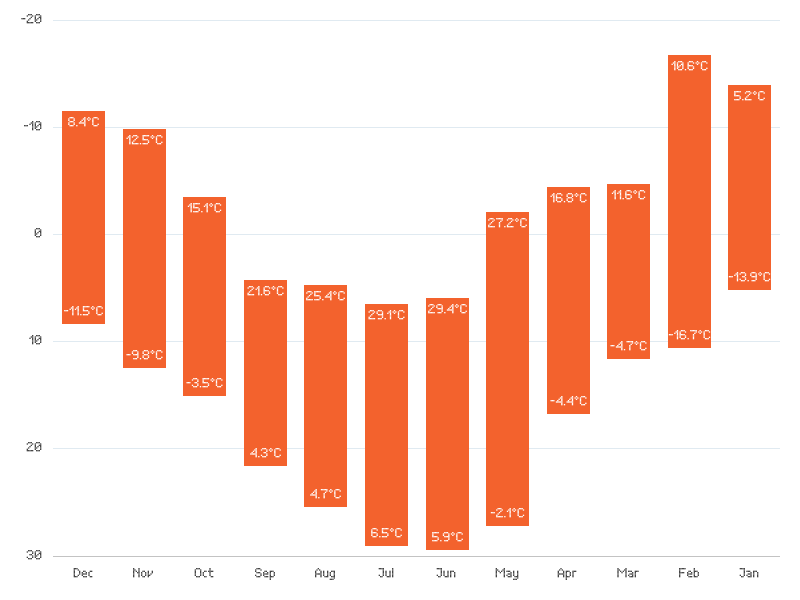 -20
-10
0
10
20
30
8.4°C
-11.5°C
12.5°C
-9.8°C
15.1°C
-3.5°C
21.6°C
4.3°C
25.4°C
4.7°C
29.1°C
6.5°C
29.4°C
5.9°C
27.2°C
-2.1°C
16.8°C
-4.4°C
11.6°C
-4.7°C
10.6°C
-16.7°C
5.2°C
-13.9°C
Dec Nov Oct Sep Aug Jul Jun May Apr Mar Feb Jan